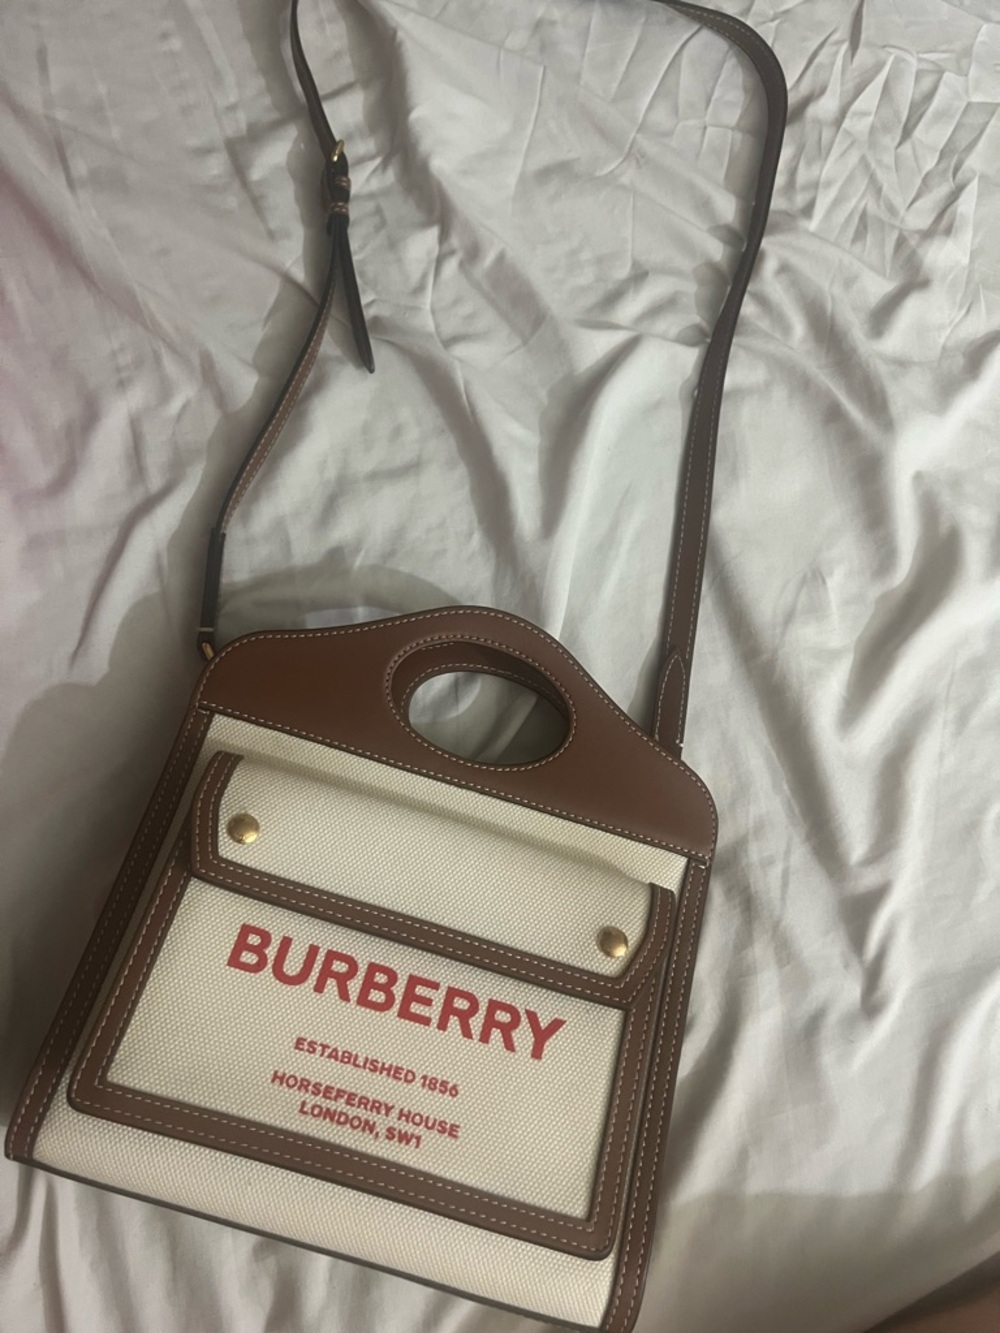 BURBERRY
ESTABLISHED 1856
HORSEFERRY HOUSE
LONDON, SW1